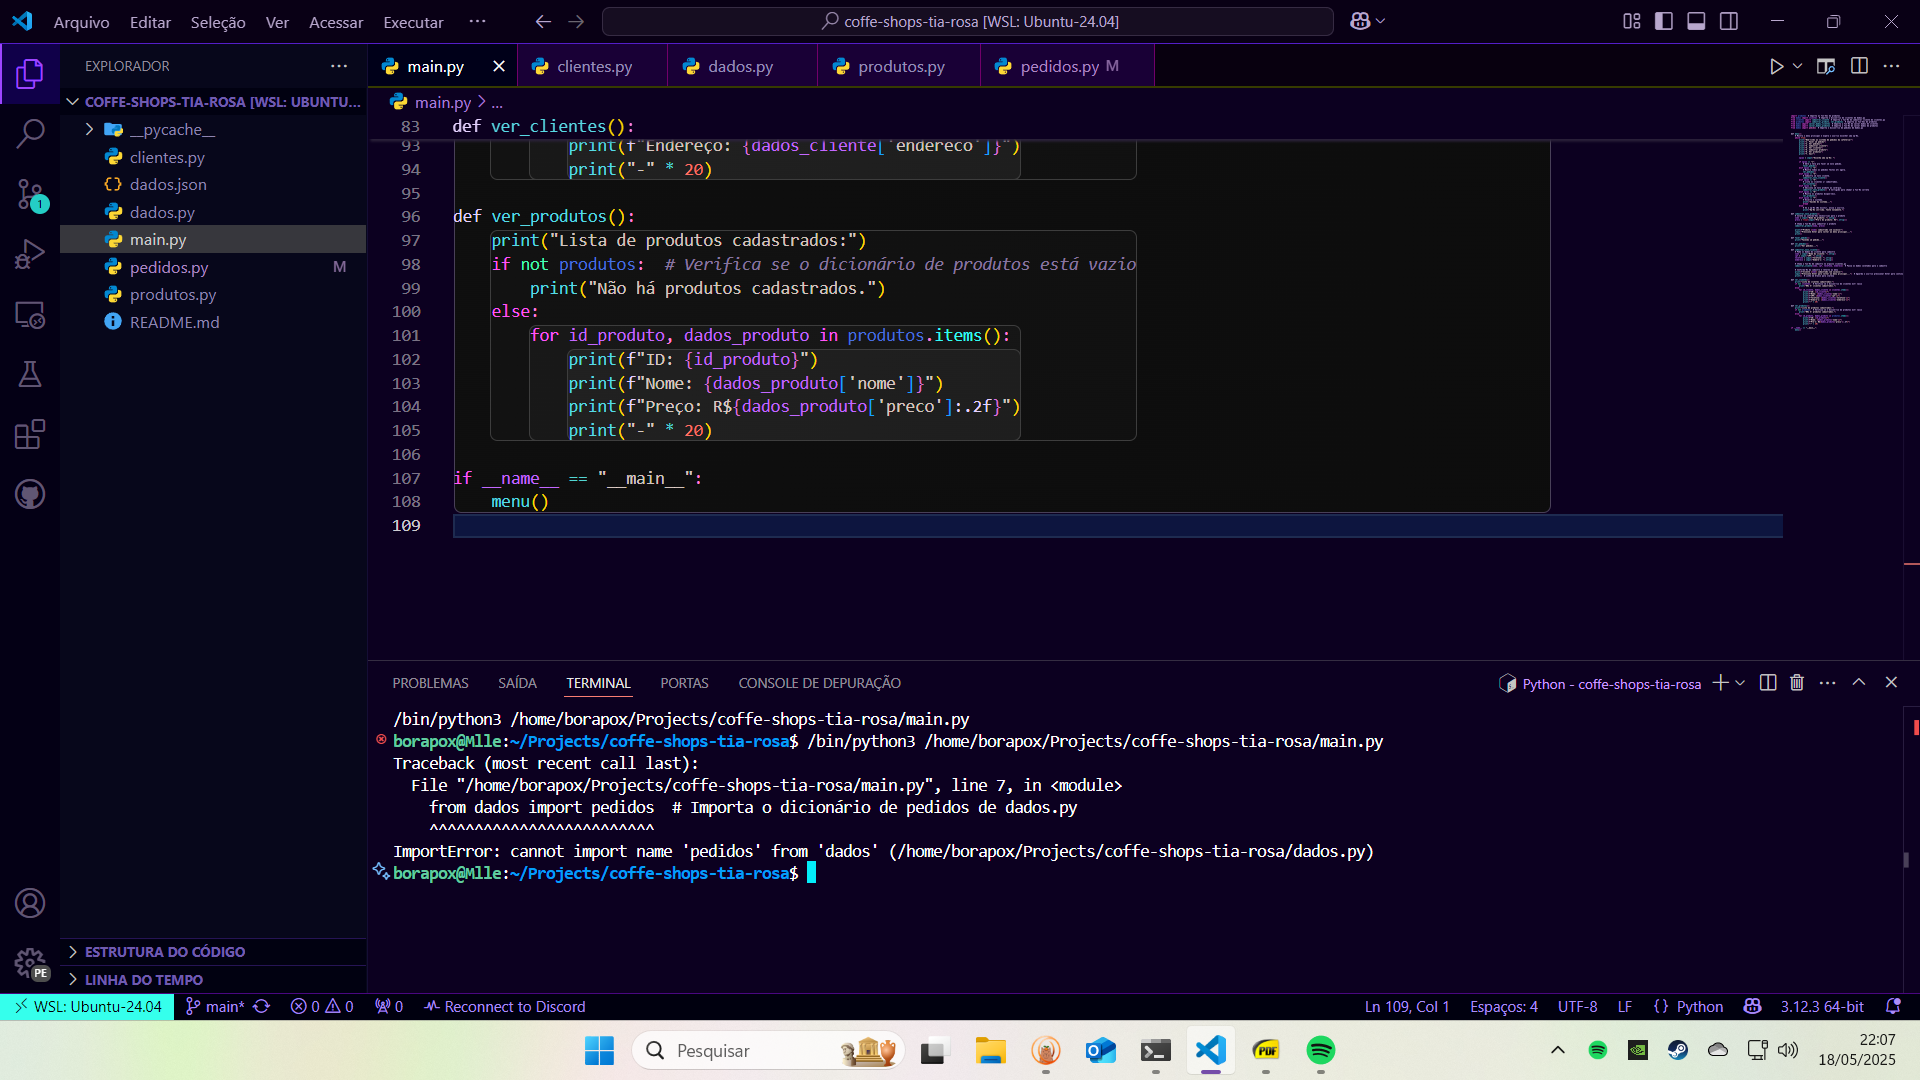 Arquivo Editar Seleção Ver Acessar Executar ...
coffe-shops-tia-rosa [WSL: Ubuntu-24.04]
EXPLORADOR
COFFE-SHOPS-TIA-ROSA [WSL: UBUNTU...
__pycache__
clientes.py
dados.json
dados.py
main.py
pedidos.py M
produtos.py
README.md
1
ESTRUTURA DO CÓDIGO
LINHA DO TEMPO
PE
main.py clientes.py dados.py produtos.py pedidos.py M
main.py > ...
83 def ver_clientes():
93 print(f"Endereço: {dados_cliente['endereco']}")
94 print("-" * 20)
95
96 def ver_produtos():
97 print("Lista de produtos cadastrados:")
98 if not produtos:  # Verifica se o dicionário de produtos está vazio
99 print("Não há produtos cadastrados.")
100 else:
101 for id_produto, dados_produto in produtos.items():
102 print(f"ID: {id_produto}")
103 print(f"Nome: {dados_produto['nome']}")
104 print(f"Preço: R${dados_produto['preco']:.2f}")
105 print("-" * 20)
106
107 if __name__ == "__main__":
108 menu()
109
PROBLEMAS SAÍDA TERMINAL PORTAS CONSOLE DE DEPURAÇÃO
Python - coffe-shops-tia-rosa
/bin/python3 /home/borapox/Projects/coffe-shops-tia-rosa/main.py
borapox@Mlle:~/Projects/coffe-shops-tia-rosa$ /bin/python3 /home/borapox/Projects/coffe-shops-tia-rosa/main.py
Traceback (most recent call last):
File "/home/borapox/Projects/coffe-shops-tia-rosa/main.py", line 7, in <module>
from dados import pedidos  # Importa o dicionário de pedidos de dados.py
^^^^^^^^^^^^^^^^^^^^^^^^^
ImportError: cannot import name 'pedidos' from 'dados' (/home/borapox/Projects/coffe-shops-tia-rosa/dados.py)
borapox@Mlle:~/Projects/coffe-shops-tia-rosa$
WSL: Ubuntu-24.04 main* 0 0 0 Reconnect to Discord
Ln 109, Col 1 Espaços: 4 UTF-8 LF {} Python 3.12.3 64-bit
Pesquisar
PDF
22:07
18/05/2025